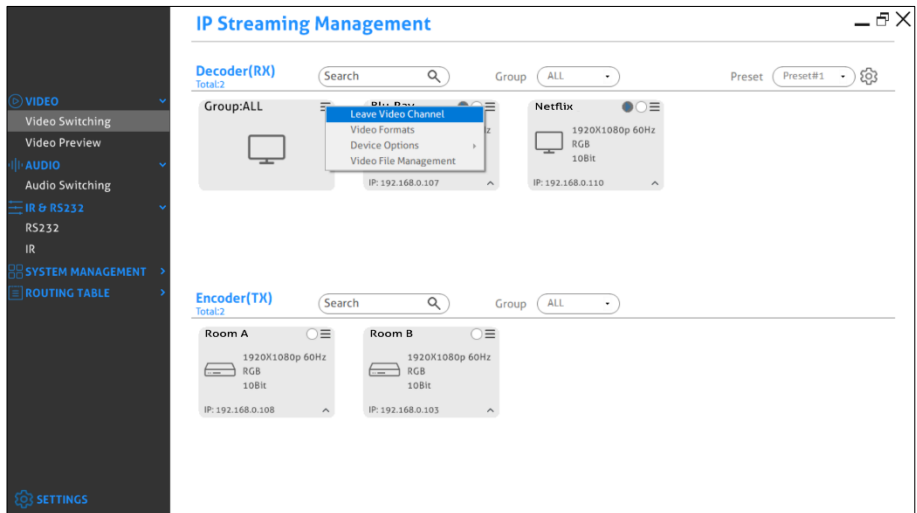 IP Streaming Management
VIDEO
Video Switching
Video Preview
AUDIO
Audio Switching
IR & RS232
RS232
IR
SYSTEM MANAGEMENT
ROUTING TABLE
SETTINGS
Decoder(RX)
Total:2
Search
Group
ALL
Preset
Preset#1
Group:ALL
Leave Video Channel
Video Formats
Device Options
Video File Management
IP: 192.168.0.107
Netflix
1920X1080p 60Hz
RGB
10Bit
IP: 192.168.0.110
Encoder(TX)
Total:2
Search
Group
ALL
Room A
1920X1080p 60Hz
RGB
10Bit
IP: 192.168.0.108
Room B
1920X1080p 60Hz
RGB
10Bit
IP: 192.168.0.103